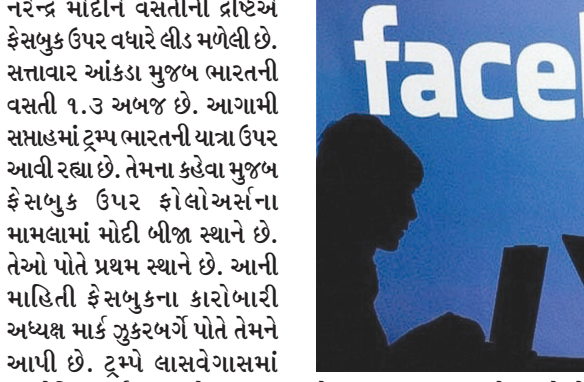 નરેન્દ્ર મોદીને વસતીની દ્રષ્ટિએ
ફેસબુક ઉપર વધારે લીડ મળેલી છે.
સત્તાવાર આંકડા મુજબ ભારતની
વસતી ૧.૩ અબજ છે. આગામી
સપ્તાહમાં ટ્રમ્પ ભારતની યાત્રા ઉપર
આવી રહ્યા છે. તેમના કહેવા મુજબ
ફેસબુક ઉપર ફોલોઅર્સના
મામલામાં મોદી બીજા સ્થાને છે.
તેઓ પોતે પ્રથમ સ્થાને છે. આની
માહિતી ફેસબુકના કારોબારી
અધ્યક્ષ માર્ક ઝુકરબર્ગે પોતે તેમને
આપી છે. ટ્રમ્પે લાસવેગાસમાં
face